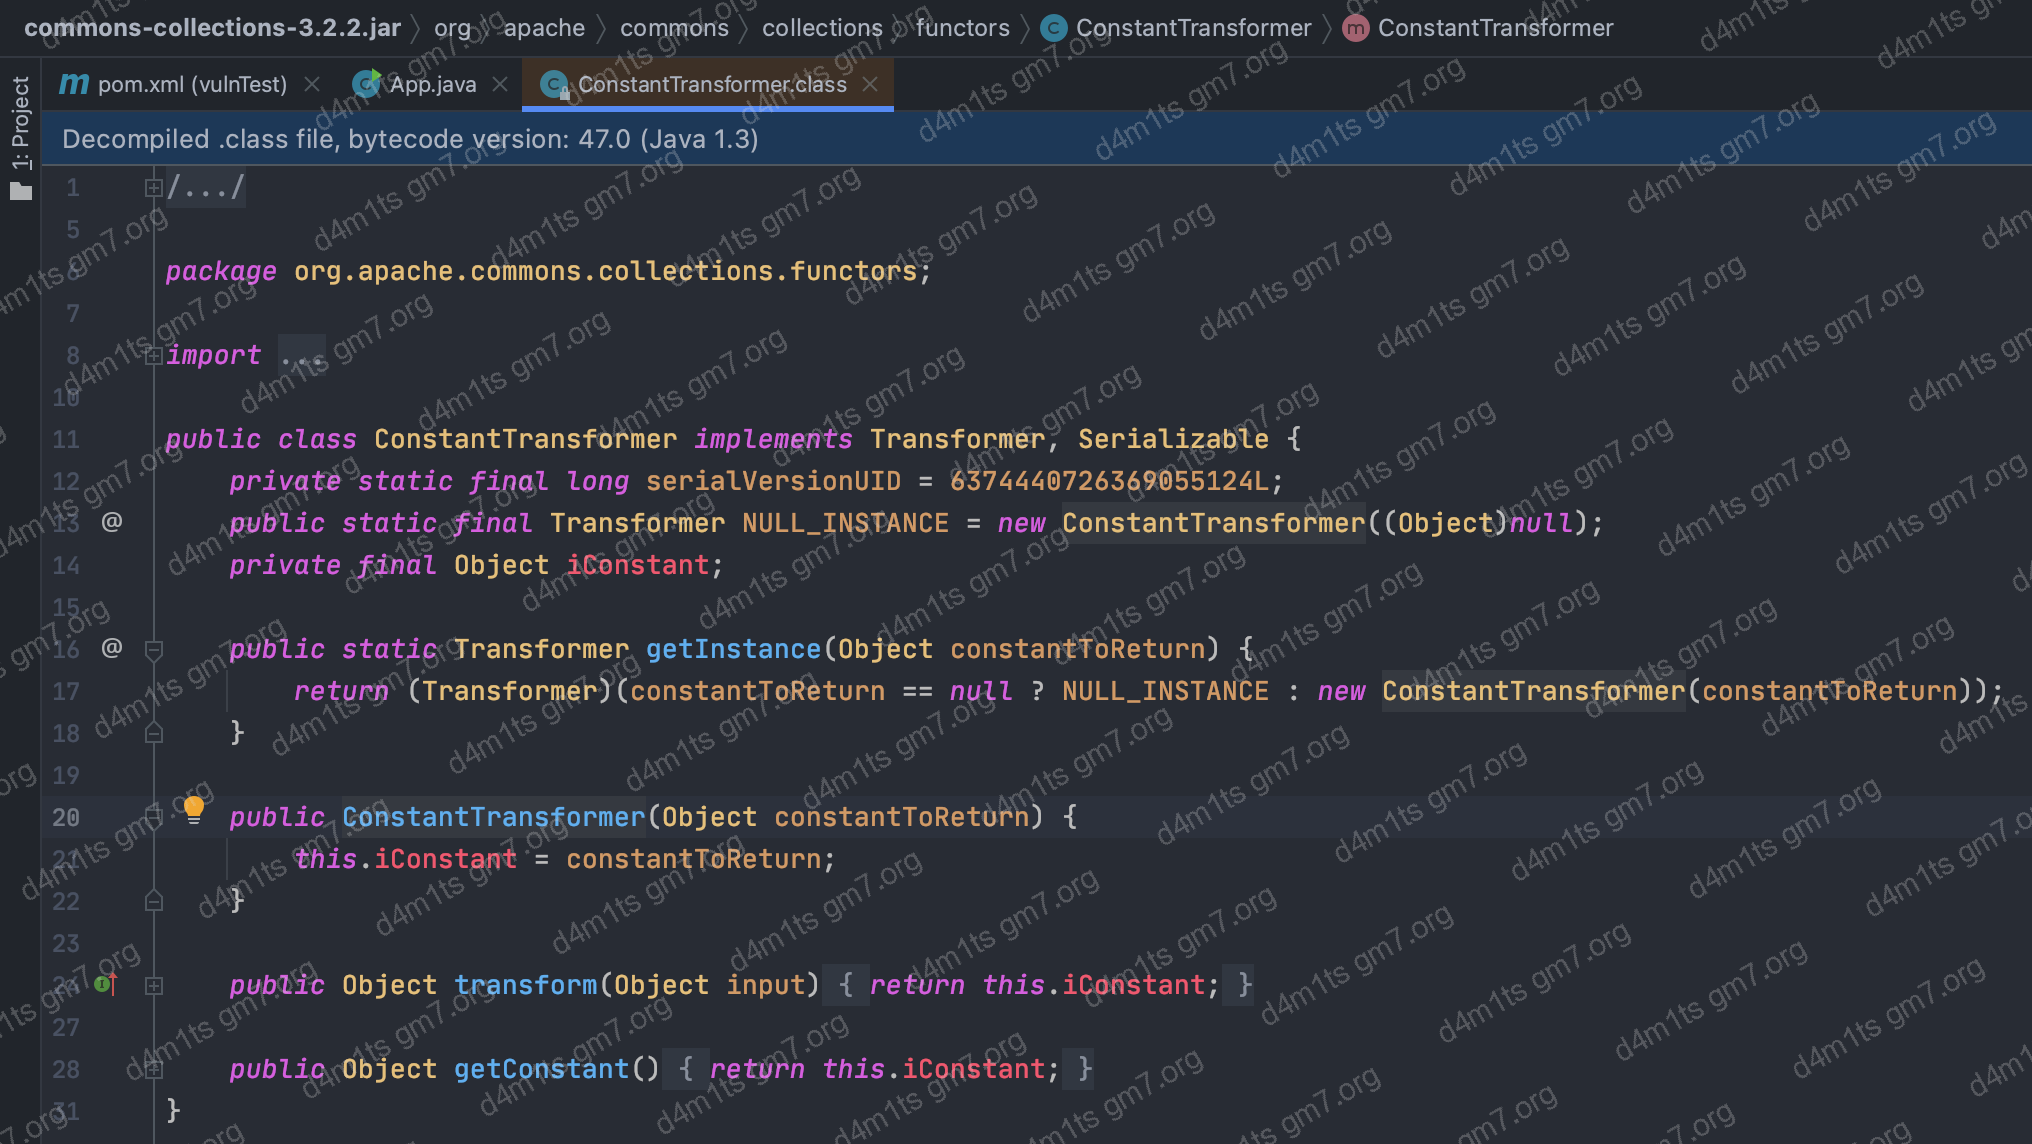 commons-collections-3.2.2.jar 〉 org 〉 apache 〉 commons 〉 collections 〉 functors 〉 C ConstantTransformer 〉 m ConstantTransformer
m pom.xml (vulnTest) × C App.java × C ConstantTransformer.class ×
1: Project
Decompiled .class file, bytecode version: 47.0 (Java 1.3)
1 /.../
5
6 package org.apache.commons.collections.functors;
7
8 import ...
10
11 public class ConstantTransformer implements Transformer, Serializable {
12 private static final long serialVersionUID = 6374440726369055124L;
13 @ public static final Transformer NULL_INSTANCE = new ConstantTransformer((Object)null);
14 private final Object iConstant;
15
16 @ public static Transformer getInstance(Object constantToReturn) {
17 return (Transformer)(constantToReturn == null ? NULL_INSTANCE : new ConstantTransformer(constantToReturn));
18 }
19
20 public ConstantTransformer(Object constantToReturn) {
21 this.iConstant = constantToReturn;
22 }
23
24 public Object transform(Object input) { return this.iConstant; }
27
28 public Object getConstant() { return this.iConstant; }
31 }
d4m1ts gm7.org